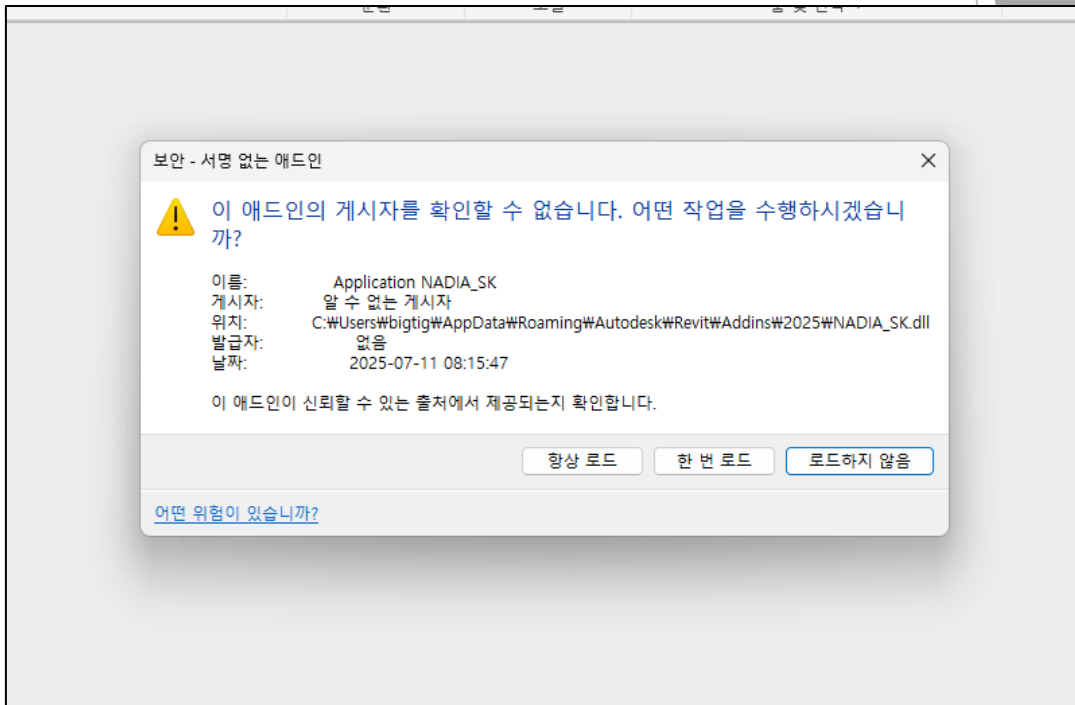 보안 - 서명 없는 애드인
이 애드인의 게시자를 확인할 수 없습니다. 어떤 작업을 수행하시겠습니
까?
이름: Application NADIA_SK
게시자: 알 수 없는 게시자
위치: C:₩Users₩bigtig₩AppData₩Roaming₩Autodesk₩Revit₩Addins₩2025₩NADIA_SK.dll
발급자: 없음
날짜: 2025-07-11 08:15:47
이 애드인이 신뢰할 수 있는 출처에서 제공되는지 확인합니다.
항상 로드 한 번 로드 로드하지 않음
어떤 위험이 있습니까?